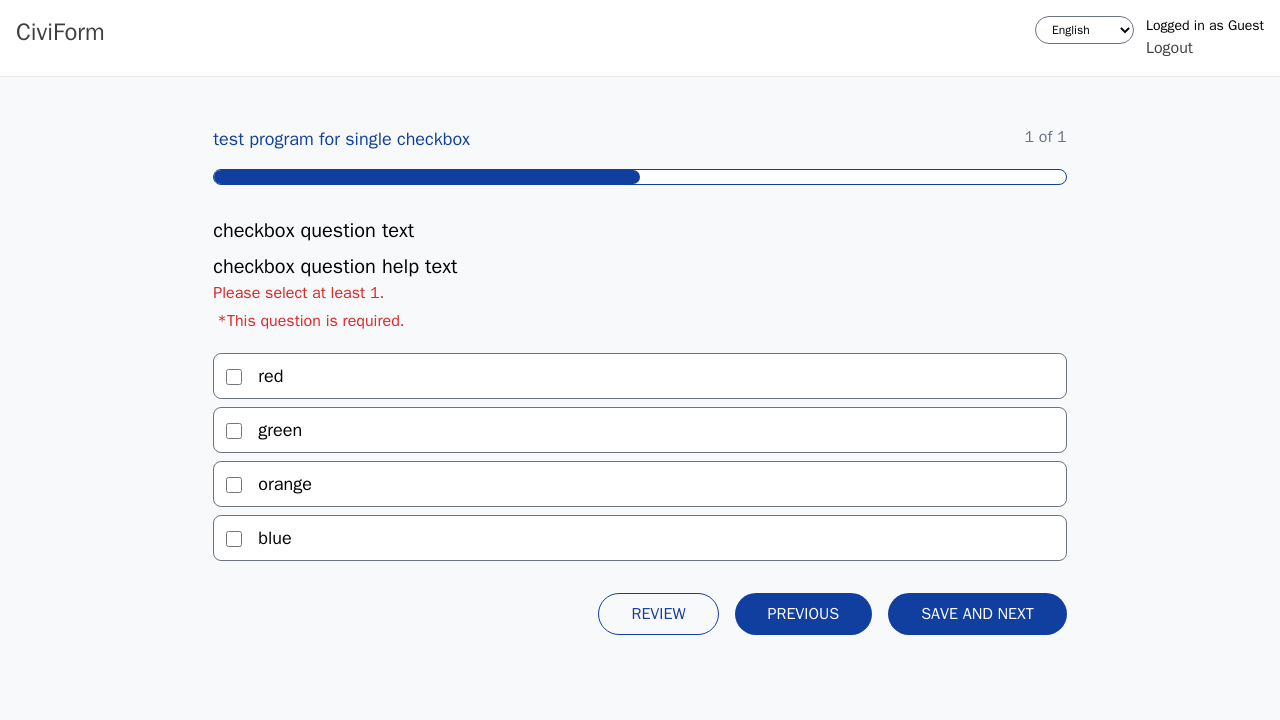 CiviForm
English
Logged in as Guest
Logout
test program for single checkbox
1 of 1
checkbox question text
checkbox question help text
Please select at least 1.
*This question is required.
red
green
orange
blue
REVIEW
PREVIOUS
SAVE AND NEXT